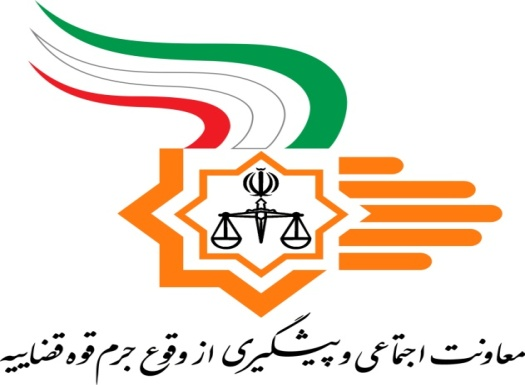 معاونت اجتماعی و پیشگیری از وقوع جرم قوه قضاییه